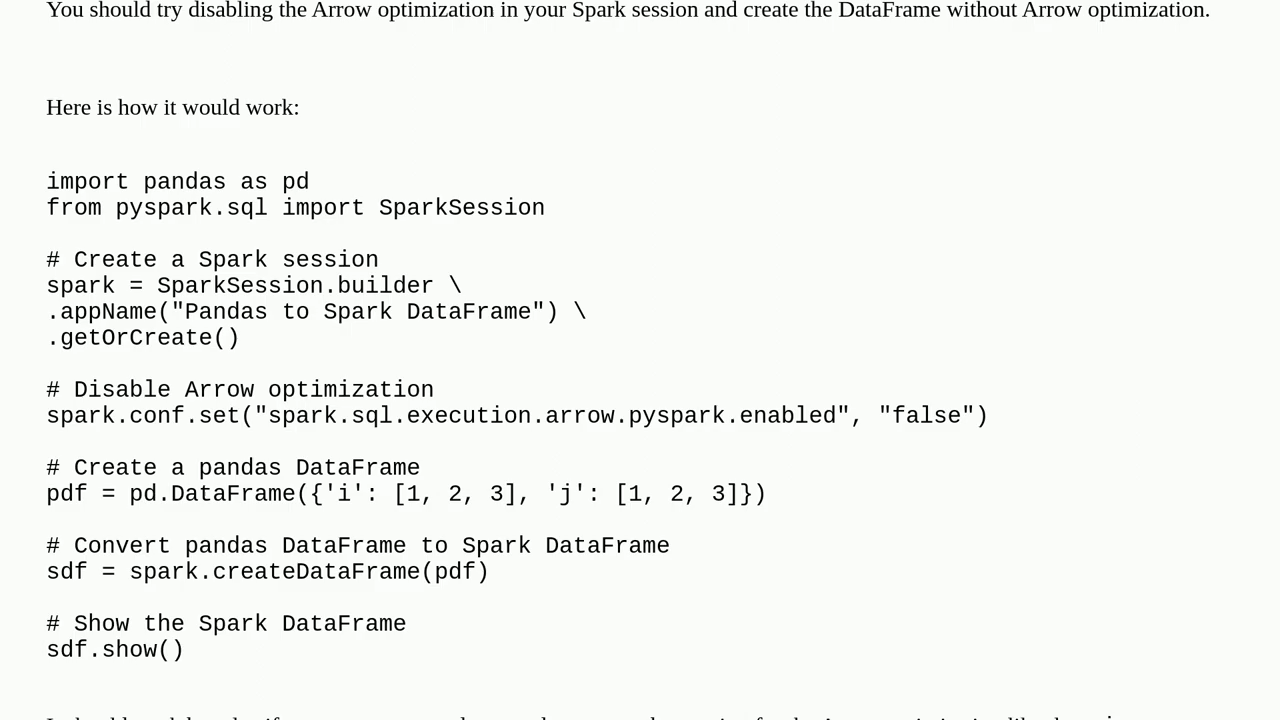 You should try disabling the Arrow optimization in your Spark session and create the DataFrame without Arrow optimization.
Here is how it would work:
import pandas as pd
from pyspark.sql import SparkSession
# Create a Spark session
spark = SparkSession.builder \
.appName("Pandas to Spark DataFrame") \
.getOrCreate()
# Disable Arrow optimization
spark.conf.set("spark.sql.execution.arrow.pyspark.enabled", "false")
# Create a pandas DataFrame
pdf = pd.DataFrame({'i': [1, 2, 3], 'j': [1, 2, 3]})
# Convert pandas DataFrame to Spark DataFrame
sdf = spark.createDataFrame(pdf)
# Show the Spark DataFrame
sdf.show()